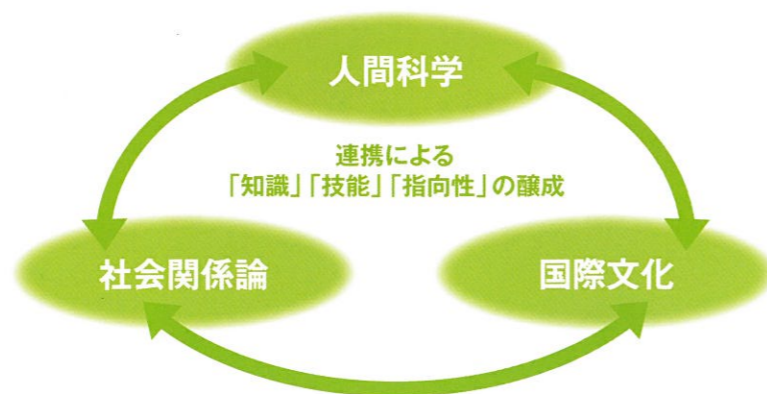 人間科学
連携による
「知識」「技能」「指向性」の醸成
社会関係論
国際文化